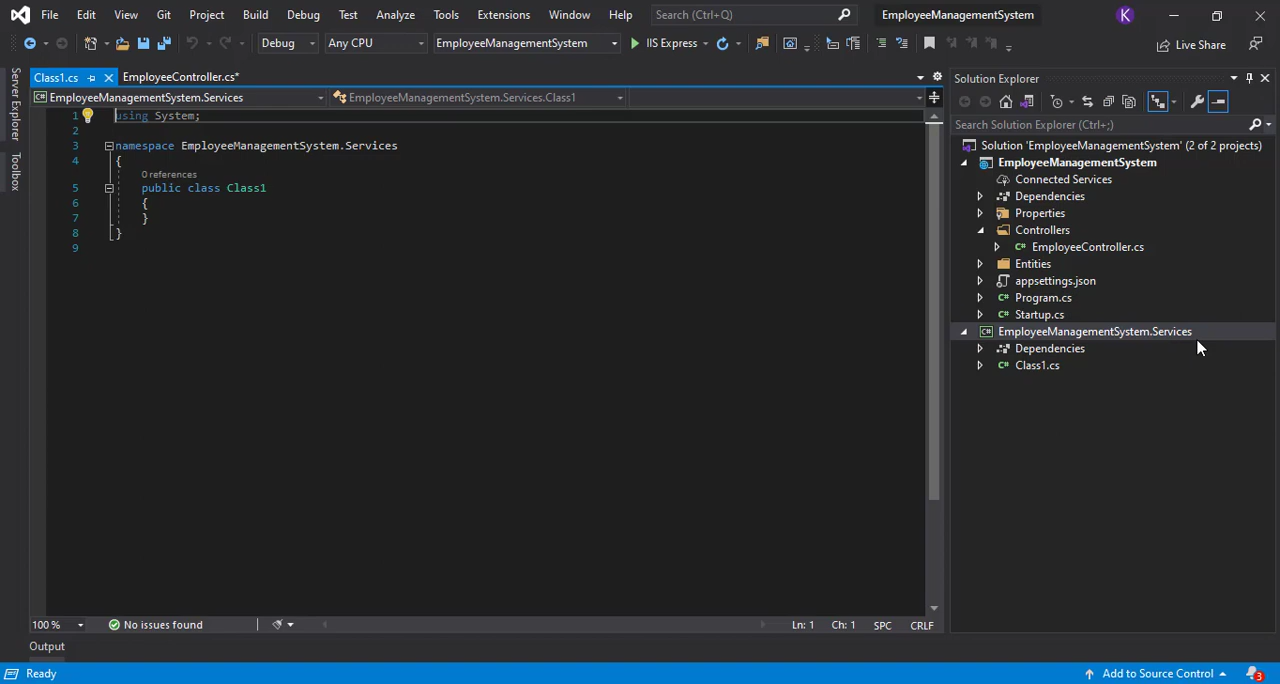 File Edit View Git Project Build Debug Test Analyze Tools Extensions Window Help Search (Ctrl+Q) EmployeeManagementSystem K
Debug Any CPU EmployeeManagementSystem IIS Express Live Share
Server Explorer
Toolbox
Class1.cs EmployeeController.cs*
EmployeeManagementSystem.Services EmployeeManagementSystem.Services.Class1
1 using System;
2
3 namespace EmployeeManagementSystem.Services
4 {
0 references
5 public class Class1
6 {
7 }
8 }
9
100 % No issues found Ln: 1 Ch: 1 SPC CRLF
Output
Solution Explorer
Search Solution Explorer (Ctrl+;)
Solution 'EmployeeManagementSystem' (2 of 2 projects)
EmployeeManagementSystem
Connected Services
Dependencies
Properties
Controllers
C# EmployeeController.cs
Entities
appsettings.json
C# Program.cs
C# Startup.cs
C# EmployeeManagementSystem.Services
Dependencies
C# Class1.cs
Ready Add to Source Control 3